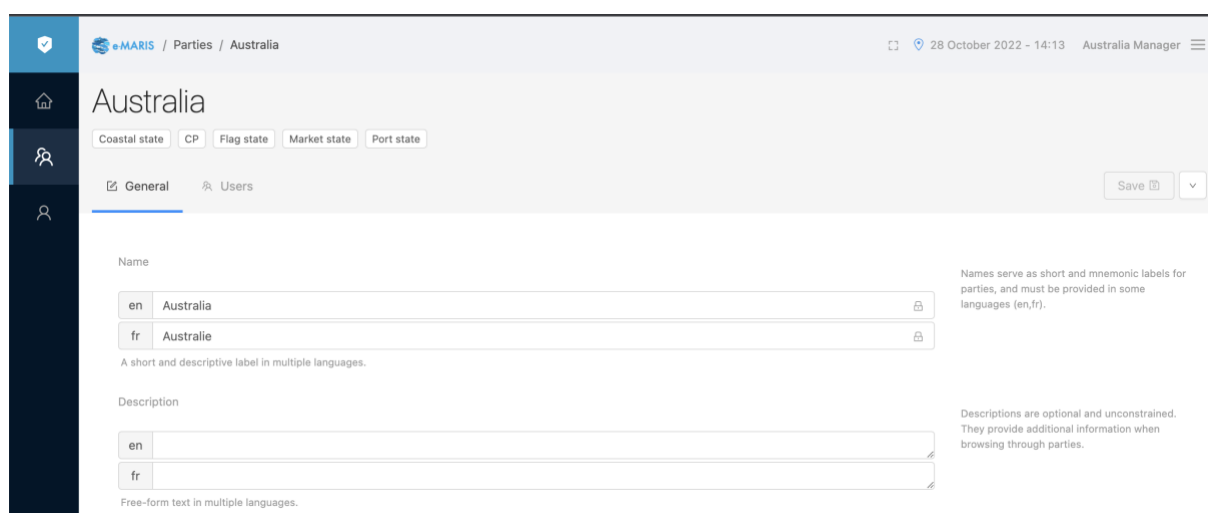 e-MARIS / Parties / Australia
28 October 2022 - 14:13 Australia Manager
Australia
Coastal state CP Flag state Market state Port state
General Users Save
Name
Names serve as short and mnemonic labels for
parties, and must be provided in some
languages (en,fr).
en Australia
fr Australie
A short and descriptive label in multiple languages.
Description
Descriptions are optional and unconstrained.
They provide additional information when
browsing through parties.
en
fr
Free-form text in multiple languages.